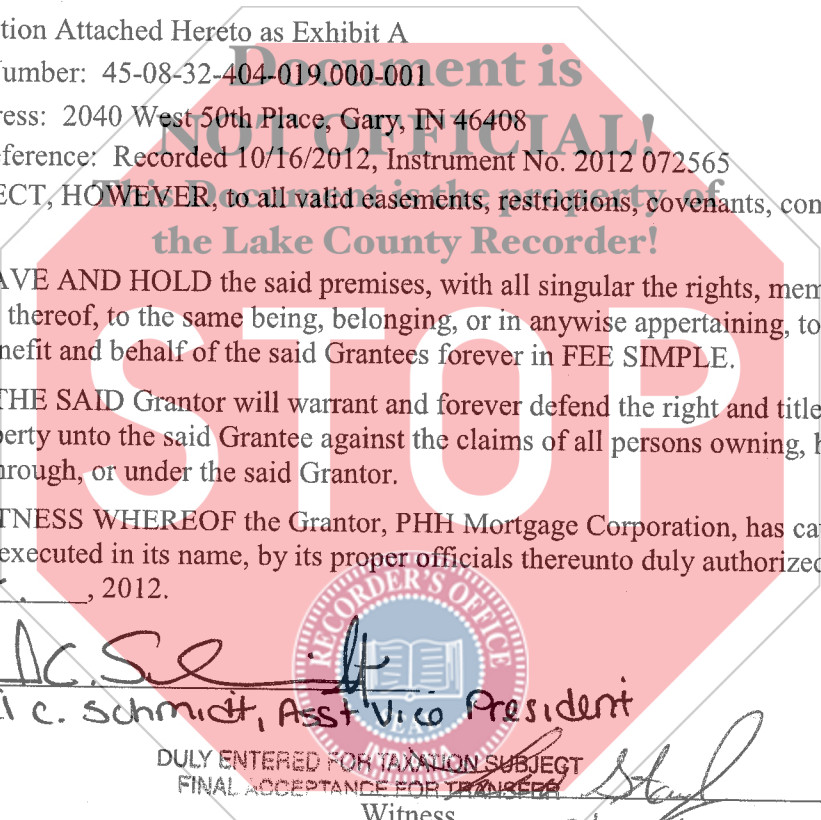 tion Attached Hereto as Exhibit A
Document is
umber: 45-08-32-404-019.000-001
ress: 2040 West 50th Place, Gary, IN 46408
NOT OFFICIAL!
ference: Recorded 10/16/2012, Instrument No. 2012 072565
This Document is the property of
ECT, HOWEVER, to all valid easements, restrictions, covenants, con
the Lake County Recorder!
AVE AND HOLD the said premises, with all singular the rights, mem
thereof, to the same being, belonging, or in anywise appertaining, to
nefit and behalf of the said Grantees forever in FEE SIMPLE.
STOP
THE SAID Grantor will warrant and forever defend the right and title
perty unto the said Grantee against the claims of all persons owning, h
hrough, or under the said Grantor.
TNESS WHEREOF the Grantor, PHH Mortgage Corporation, has ca
executed in its name, by its proper officials thereunto duly authorized
, 2012.
RECORDER'S OFFICE
SEAL
C. Schmidt, Asst Vice President
DULY ENTERED FOR TAXATION SUBJECT
FINAL ACCEPTANCE FOR TRANSFER
Witness